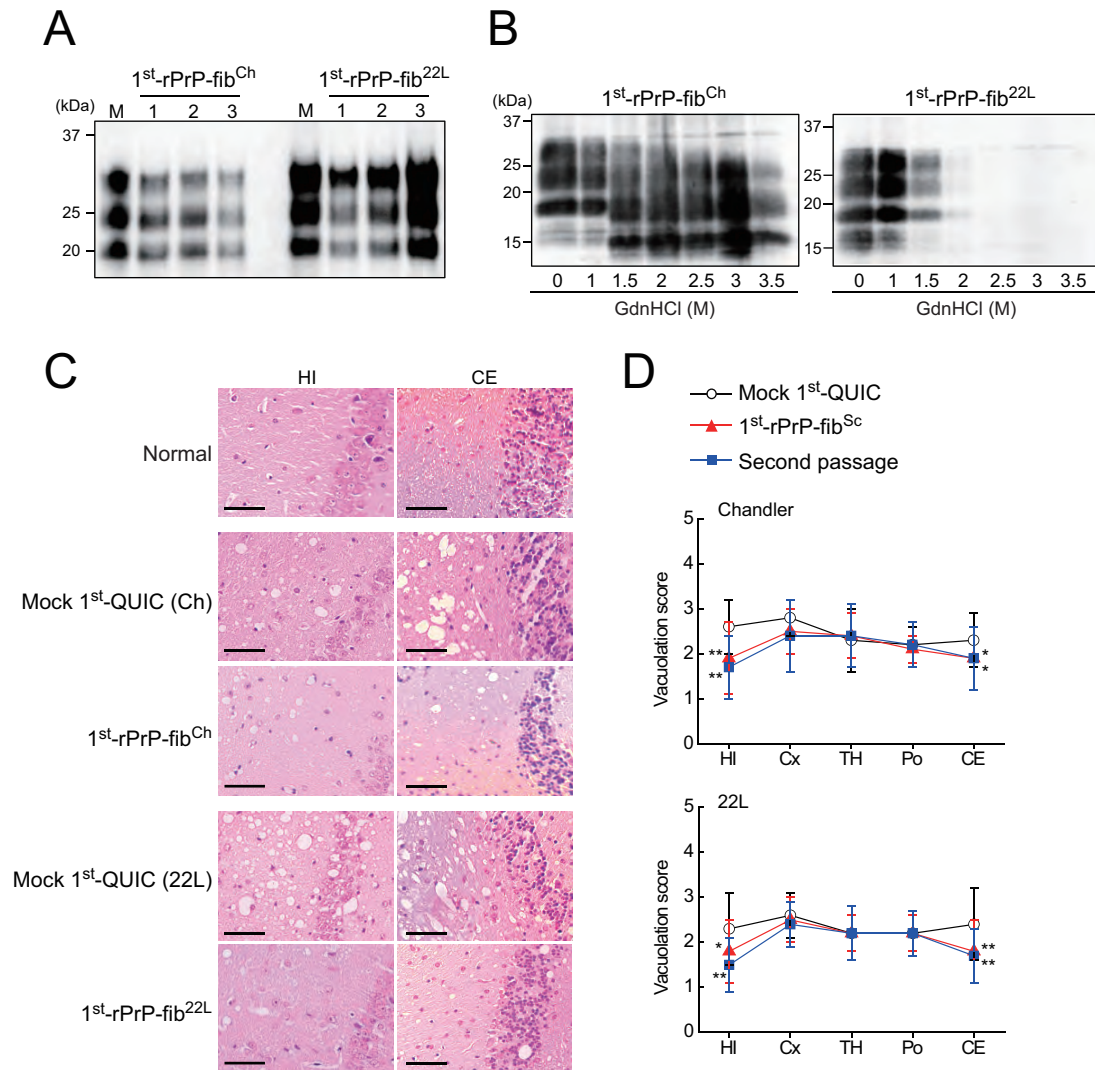 A
1st-rPrP-fibCh 1st-rPrP-fib22L
(kDa) M 1 2 3 M 1 2 3
37
25
20
B
1st-rPrP-fibCh 1st-rPrP-fib22L
(kDa)
37 37
25 25
20 20
15 15
0 1 1.5 2 2.5 3 3.5 0 1 1.5 2 2.5 3 3.5
GdnHCl (M) GdnHCl (M)
C
HI CE
Normal
Mock 1st-QUIC (Ch)
1st-rPrP-fibCh
Mock 1st-QUIC (22L)
1st-rPrP-fib22L
D
Mock 1st-QUIC
1st-rPrP-fibSc
Second passage
Chandler
Vacuolation score
5
4
3
2
1
0
** *
** *
HI Cx TH Po CE
22L
Vacuolation score
5
4
3
2
1
0
* **
** **
HI Cx TH Po CE